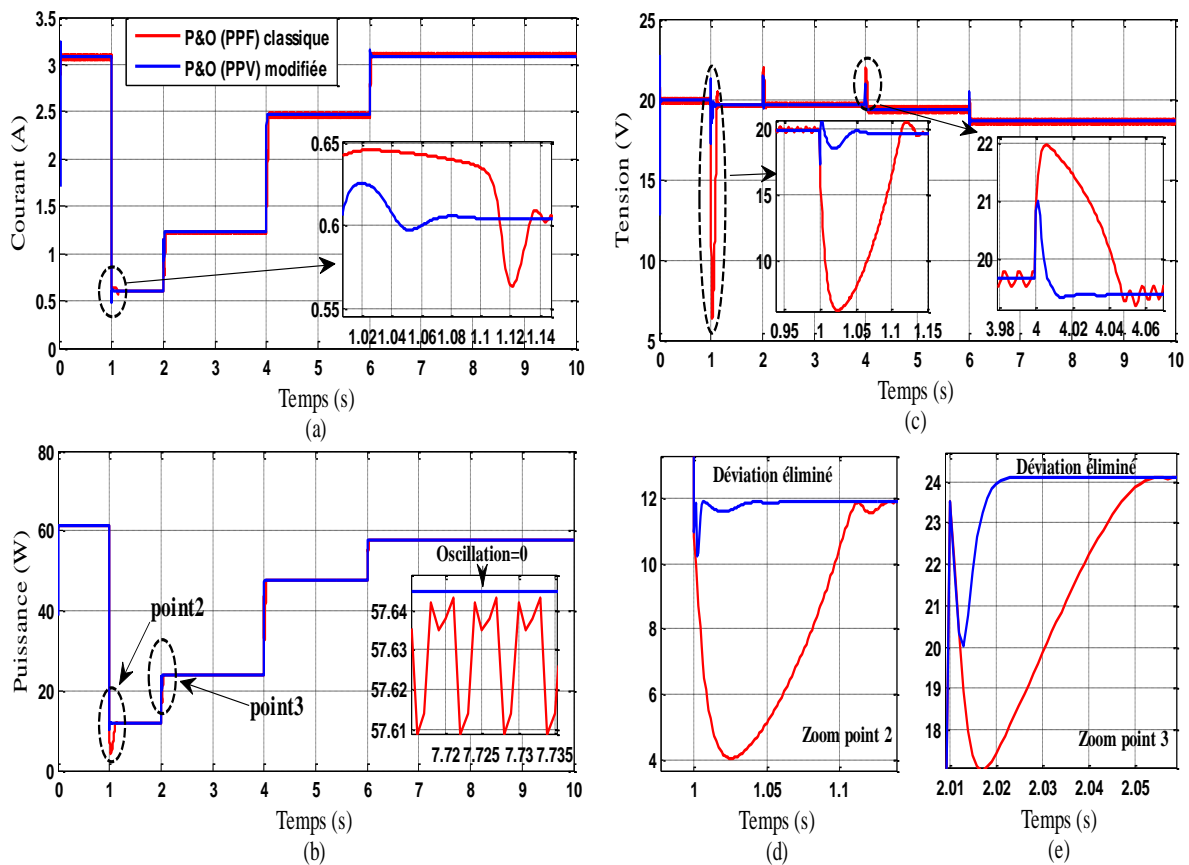 3.5
3
2.5
2
1.5
1
0.5
0
Courant (A)
P&O (PPF) classique
P&O (PPV) modifiée
0.65
0.6
0.55
1.02 1.04 1.06 1.08 1.1 1.12 1.14
0 1 2 3 4 5 6 7 8 9 10
Temps (s)
(a)
25
20
15
10
5
Tension (V)
20
15
10
0.95 1 1.05 1.1 1.15
22
21
20
3.98 4 4.02 4.04 4.06
0 1 2 3 4 5 6 7 8 9 10
Temps (s)
(c)
80
60
40
20
0
Puissance (W)
point2
point3
Oscillation=0
57.64
57.63
57.62
57.61
7.72 7.725 7.73 7.735
0 1 2 3 4 5 6 7 8 9 10
Temps (s)
(b)
Déviation éliminé
12
10
8
6
4
Zoom point 2
1 1.05 1.1
Temps (s)
(d)
Déviation éliminé
24
23
22
21
20
19
18
17
Zoom point 3
2.01 2.02 2.03 2.04 2.05
Temps (s)
(e)